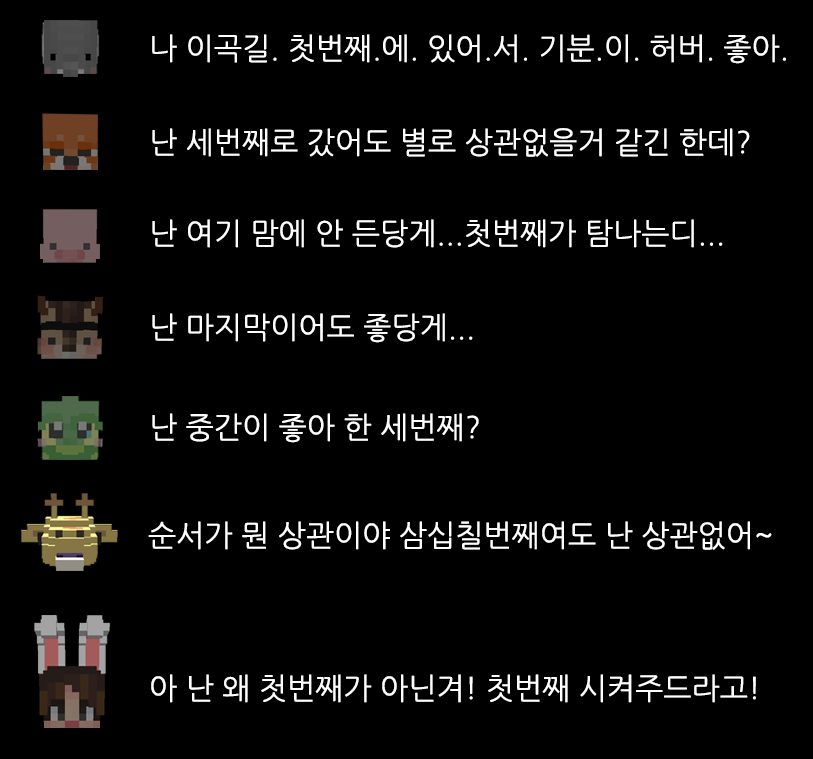 나 이곡길. 첫번째.에. 있어.서. 기분.이. 허버. 좋아.
난 세번째로 갔어도 별로 상관없을거 같긴 한데?
난 여기 맘에 안 든당게...첫번째가 탐나는디...
난 마지막이어도 좋당게...
난 중간이 좋아 한 세번째?
순서가 뭔 상관이야 삼십칠번째여도 난 상관없어~
아 난 왜 첫번째가 아닌겨! 첫번째 시켜주드라고!